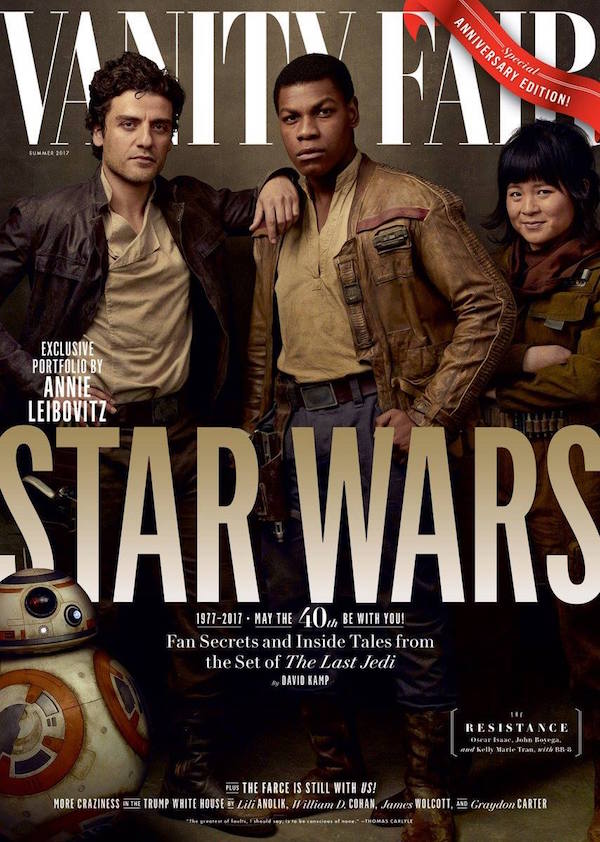 VANITY FAIR
Special
ANNIVERSARY EDITION!
SUMMER 2017
EXCLUSIVE
PORTFOLIO BY
ANNIE
LEIBOVITZ
STAR WARS
1977–2017 • MAY THE 40th BE WITH YOU!
Fan Secrets and Inside Tales from
the Set of The Last Jedi
By DAVID KAMP
THE
RESISTANCE
Oscar Isaac, John Boyega,
and Kelly Marie Tran, with BB-8
PLUS THE FARCE IS STILL WITH US!
MORE CRAZINESS IN THE TRUMP WHITE HOUSE BY Lili ANOLIK, William D. COHAN, James WOLCOTT, AND Graydon CARTER
"The greatest of faults, I should say, is to be conscious of none." —THOMAS CARLYLE